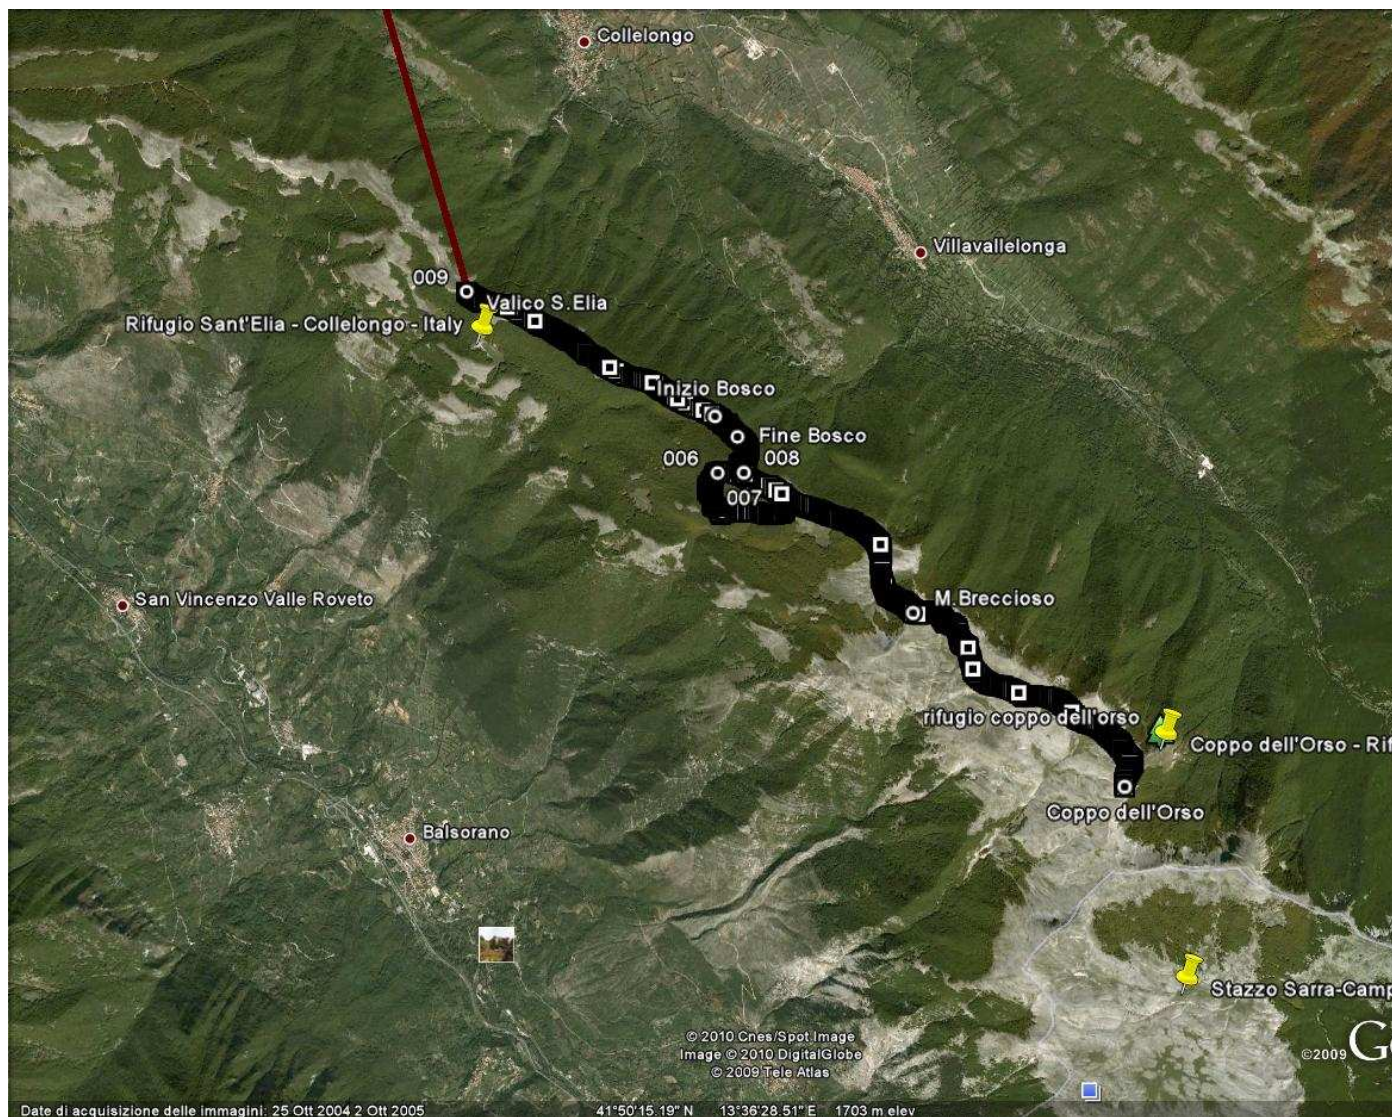 Collelongo
Villavallelonga
009
Valico S.Elia
Rifugio Sant'Elia - Collelongo - Italy
Inizio Bosco
Fine Bosco
006
008
007
San Vincenzo Valle Roveto
M.Breccioso
rifugio coppo dell'orso
Coppo dell'Orso - Rif
Coppo dell'Orso
Balsorano
Stazzo Sarra-Camp
© 2010 Cnes/Spot Image
Image © 2010 DigitalGlobe
© 2009 Tele Atlas
©2009 Go
Date di acquisizione delle immagini: 25 Ott 2004 2 Ott 2005 41°50'15.19" N 13°36'28.51" E 1703 m elev